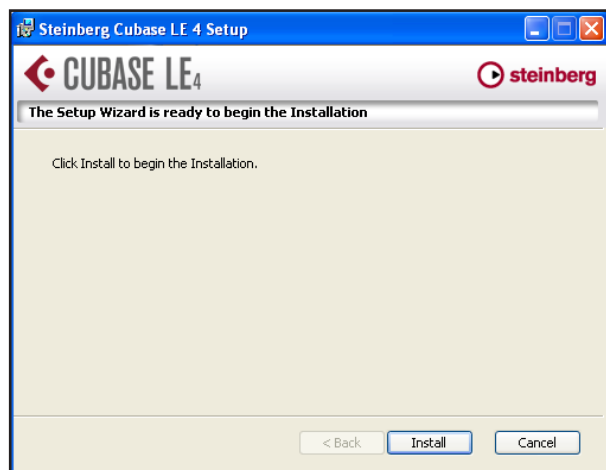 Steinberg Cubase LE 4 Setup
CUBASE LE4
steinberg
The Setup Wizard is ready to begin the Installation
Click Install to begin the Installation.
< Back Install Cancel